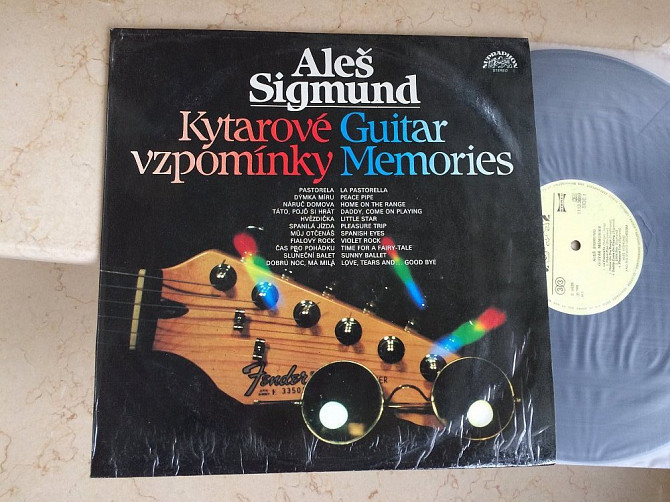 Aleš
Sigmund
SUPRAPHON
STEREO
Kytarové Guitar
vzpomínky Memories
PASTORELA LA PASTORELLA
DÝMKA MÍRU PEACE PIPE
NÁRUČ DOMOVA HOME ON THE RANGE
TÁTO, POJĎ SI HRÁT DADDY, COME ON PLAYING
HVĚZDIČKA LITTLE STAR
SPANILÁ JÍZDA PLEASURE TRIP
MŮJ OTČENÁŠ SPANISH EYES
FIALOVÝ ROCK VIOLET ROCK
ČAS PRO POHÁDKU TIME FOR A FAIRY-TALE
SLUNEČNÍ BALET SUNNY BALLET
DOBROU NOC, MÁ MILÁ LOVE, TEARS AND... GOOD BYE
Fender
33